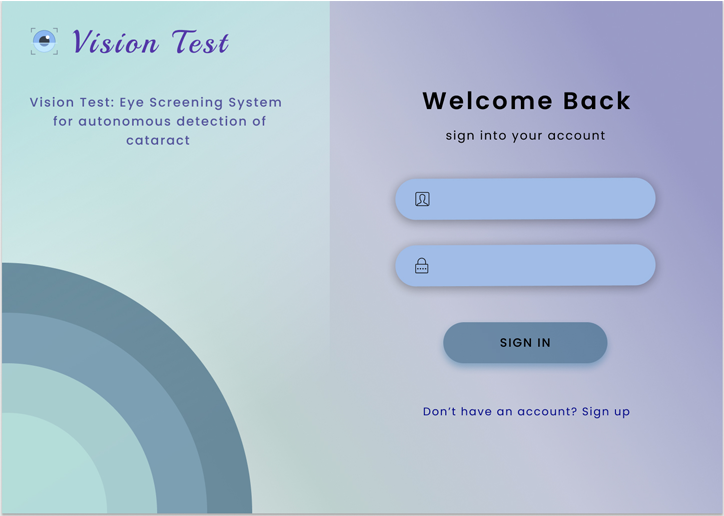 Vision Test
Vision Test: Eye Screening System
for autonomous detection of
cataract
Welcome Back
sign into your account
SIGN IN
Don’t have an account? Sign up